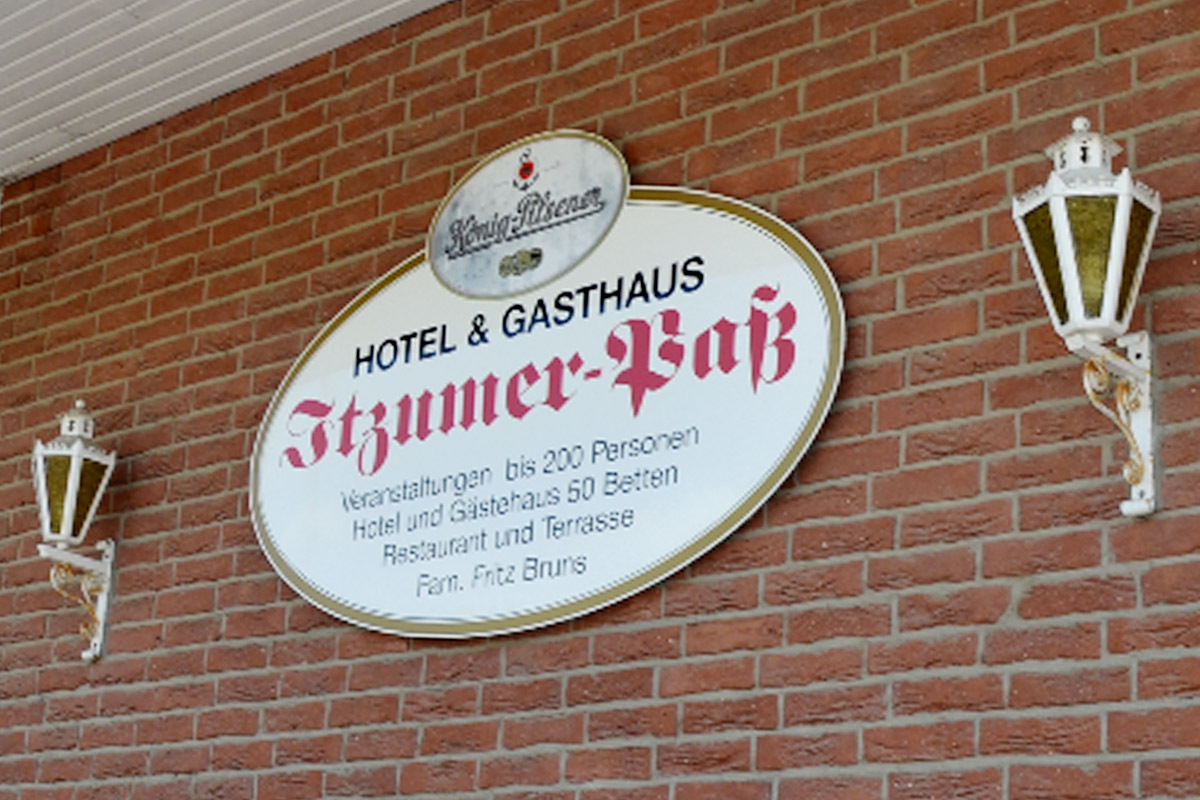 König-Pilsener
HOTEL & GASTHAUS
Itzumer-Paß
Veranstaltungen bis 200 Personen
Hotel und Gästehaus 50 Betten
Restaurant und Terrasse
Fam. Fritz Bruns